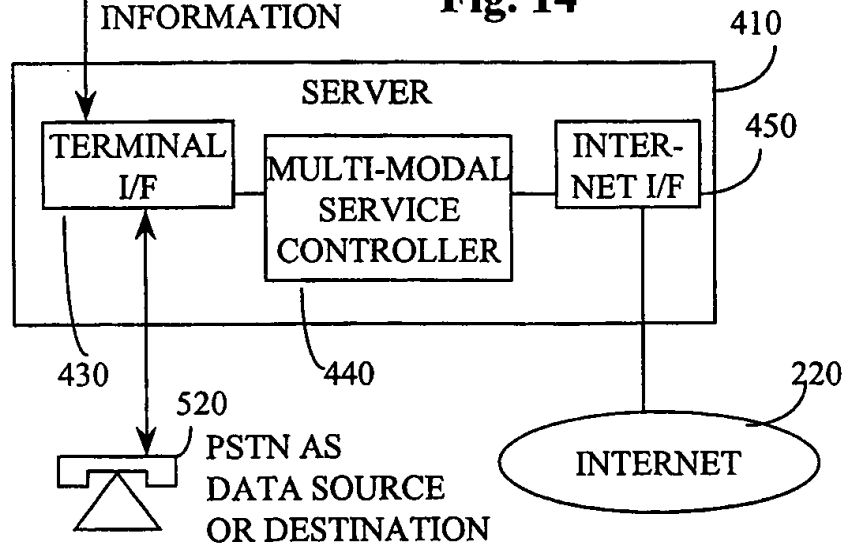 INFORMATION
Fig. 14
410
SERVER
TERMINAL
I/F
MULTI-MODAL
SERVICE
CONTROLLER
INTER-
NET I/F
450
430
440
220
520
PSTN AS
DATA SOURCE
OR DESTINATION
INTERNET